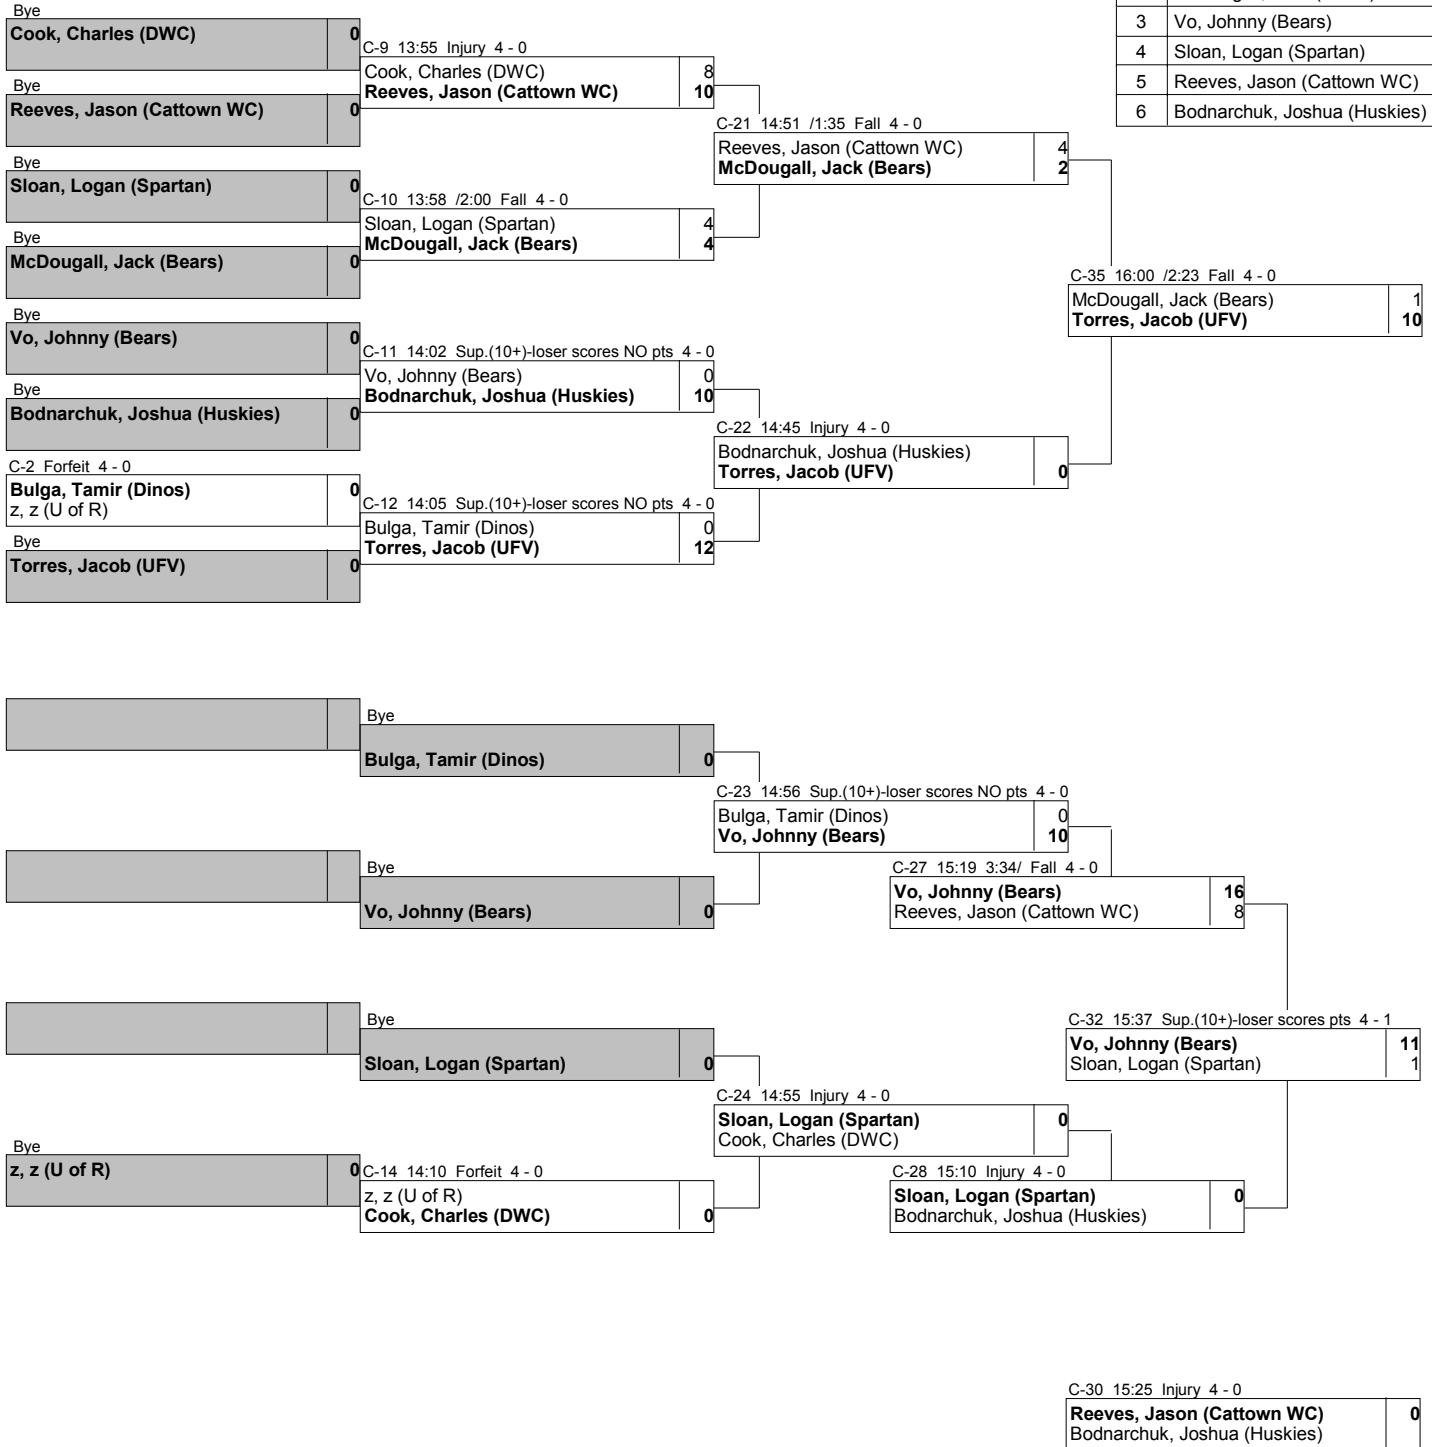 Bye
Cook, Charles (DWC) 0
Bye
Reeves, Jason (Cattown WC) 0
Bye
Sloan, Logan (Spartan) 0
Bye
McDougall, Jack (Bears) 0
Bye
Vo, Johnny (Bears) 0
Bye
Bodnarchuk, Joshua (Huskies) 0
C-2 Forfeit 4 - 0
Bulga, Tamir (Dinos) 0
z, z (U of R)
Bye
Torres, Jacob (UFV) 0
C-9 13:55 Injury 4 - 0
Cook, Charles (DWC) 8
Reeves, Jason (Cattown WC) 10
C-10 13:58 /2:00 Fall 4 - 0
Sloan, Logan (Spartan) 4
McDougall, Jack (Bears) 4
C-11 14:02 Sup.(10+)-loser scores NO pts 4 - 0
Vo, Johnny (Bears) 0
Bodnarchuk, Joshua (Huskies) 10
C-12 14:05 Sup.(10+)-loser scores NO pts 4 - 0
Bulga, Tamir (Dinos) 0
Torres, Jacob (UFV) 12
C-21 14:51 /1:35 Fall 4 - 0
Reeves, Jason (Cattown WC) 4
McDougall, Jack (Bears) 2
C-22 14:45 Injury 4 - 0
Bodnarchuk, Joshua (Huskies)
Torres, Jacob (UFV) 0
3 Vo, Johnny (Bears)
4 Sloan, Logan (Spartan)
5 Reeves, Jason (Cattown WC)
6 Bodnarchuk, Joshua (Huskies)
C-35 16:00 /2:23 Fall 4 - 0
McDougall, Jack (Bears) 1
Torres, Jacob (UFV) 10
Bye
Bulga, Tamir (Dinos) 0
Bye
Vo, Johnny (Bears) 0
Bye
Sloan, Logan (Spartan) 0
Bye
z, z (U of R) 0
C-14 14:10 Forfeit 4 - 0
z, z (U of R)
Cook, Charles (DWC) 0
C-23 14:56 Sup.(10+)-loser scores NO pts 4 - 0
Bulga, Tamir (Dinos) 0
Vo, Johnny (Bears) 10
C-24 14:55 Injury 4 - 0
Sloan, Logan (Spartan) 0
Cook, Charles (DWC)
C-27 15:19 3:34/ Fall 4 - 0
Vo, Johnny (Bears) 16
Reeves, Jason (Cattown WC) 8
C-28 15:10 Injury 4 - 0
Sloan, Logan (Spartan) 0
Bodnarchuk, Joshua (Huskies)
C-32 15:37 Sup.(10+)-loser scores pts 4 - 1
Vo, Johnny (Bears) 11
Sloan, Logan (Spartan) 1
C-30 15:25 Injury 4 - 0
Reeves, Jason (Cattown WC) 0
Bodnarchuk, Joshua (Huskies)